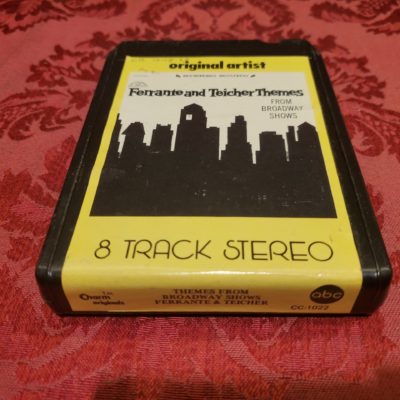 original artist
Ferrante and Teicher Themes
FROM
BROADWAY
SHOWS
8 TRACK STEREO
Charm
originals
THEMES FROM
BROADWAY SHOWS
FERRANTE & TEICHER
abc
CC-1022